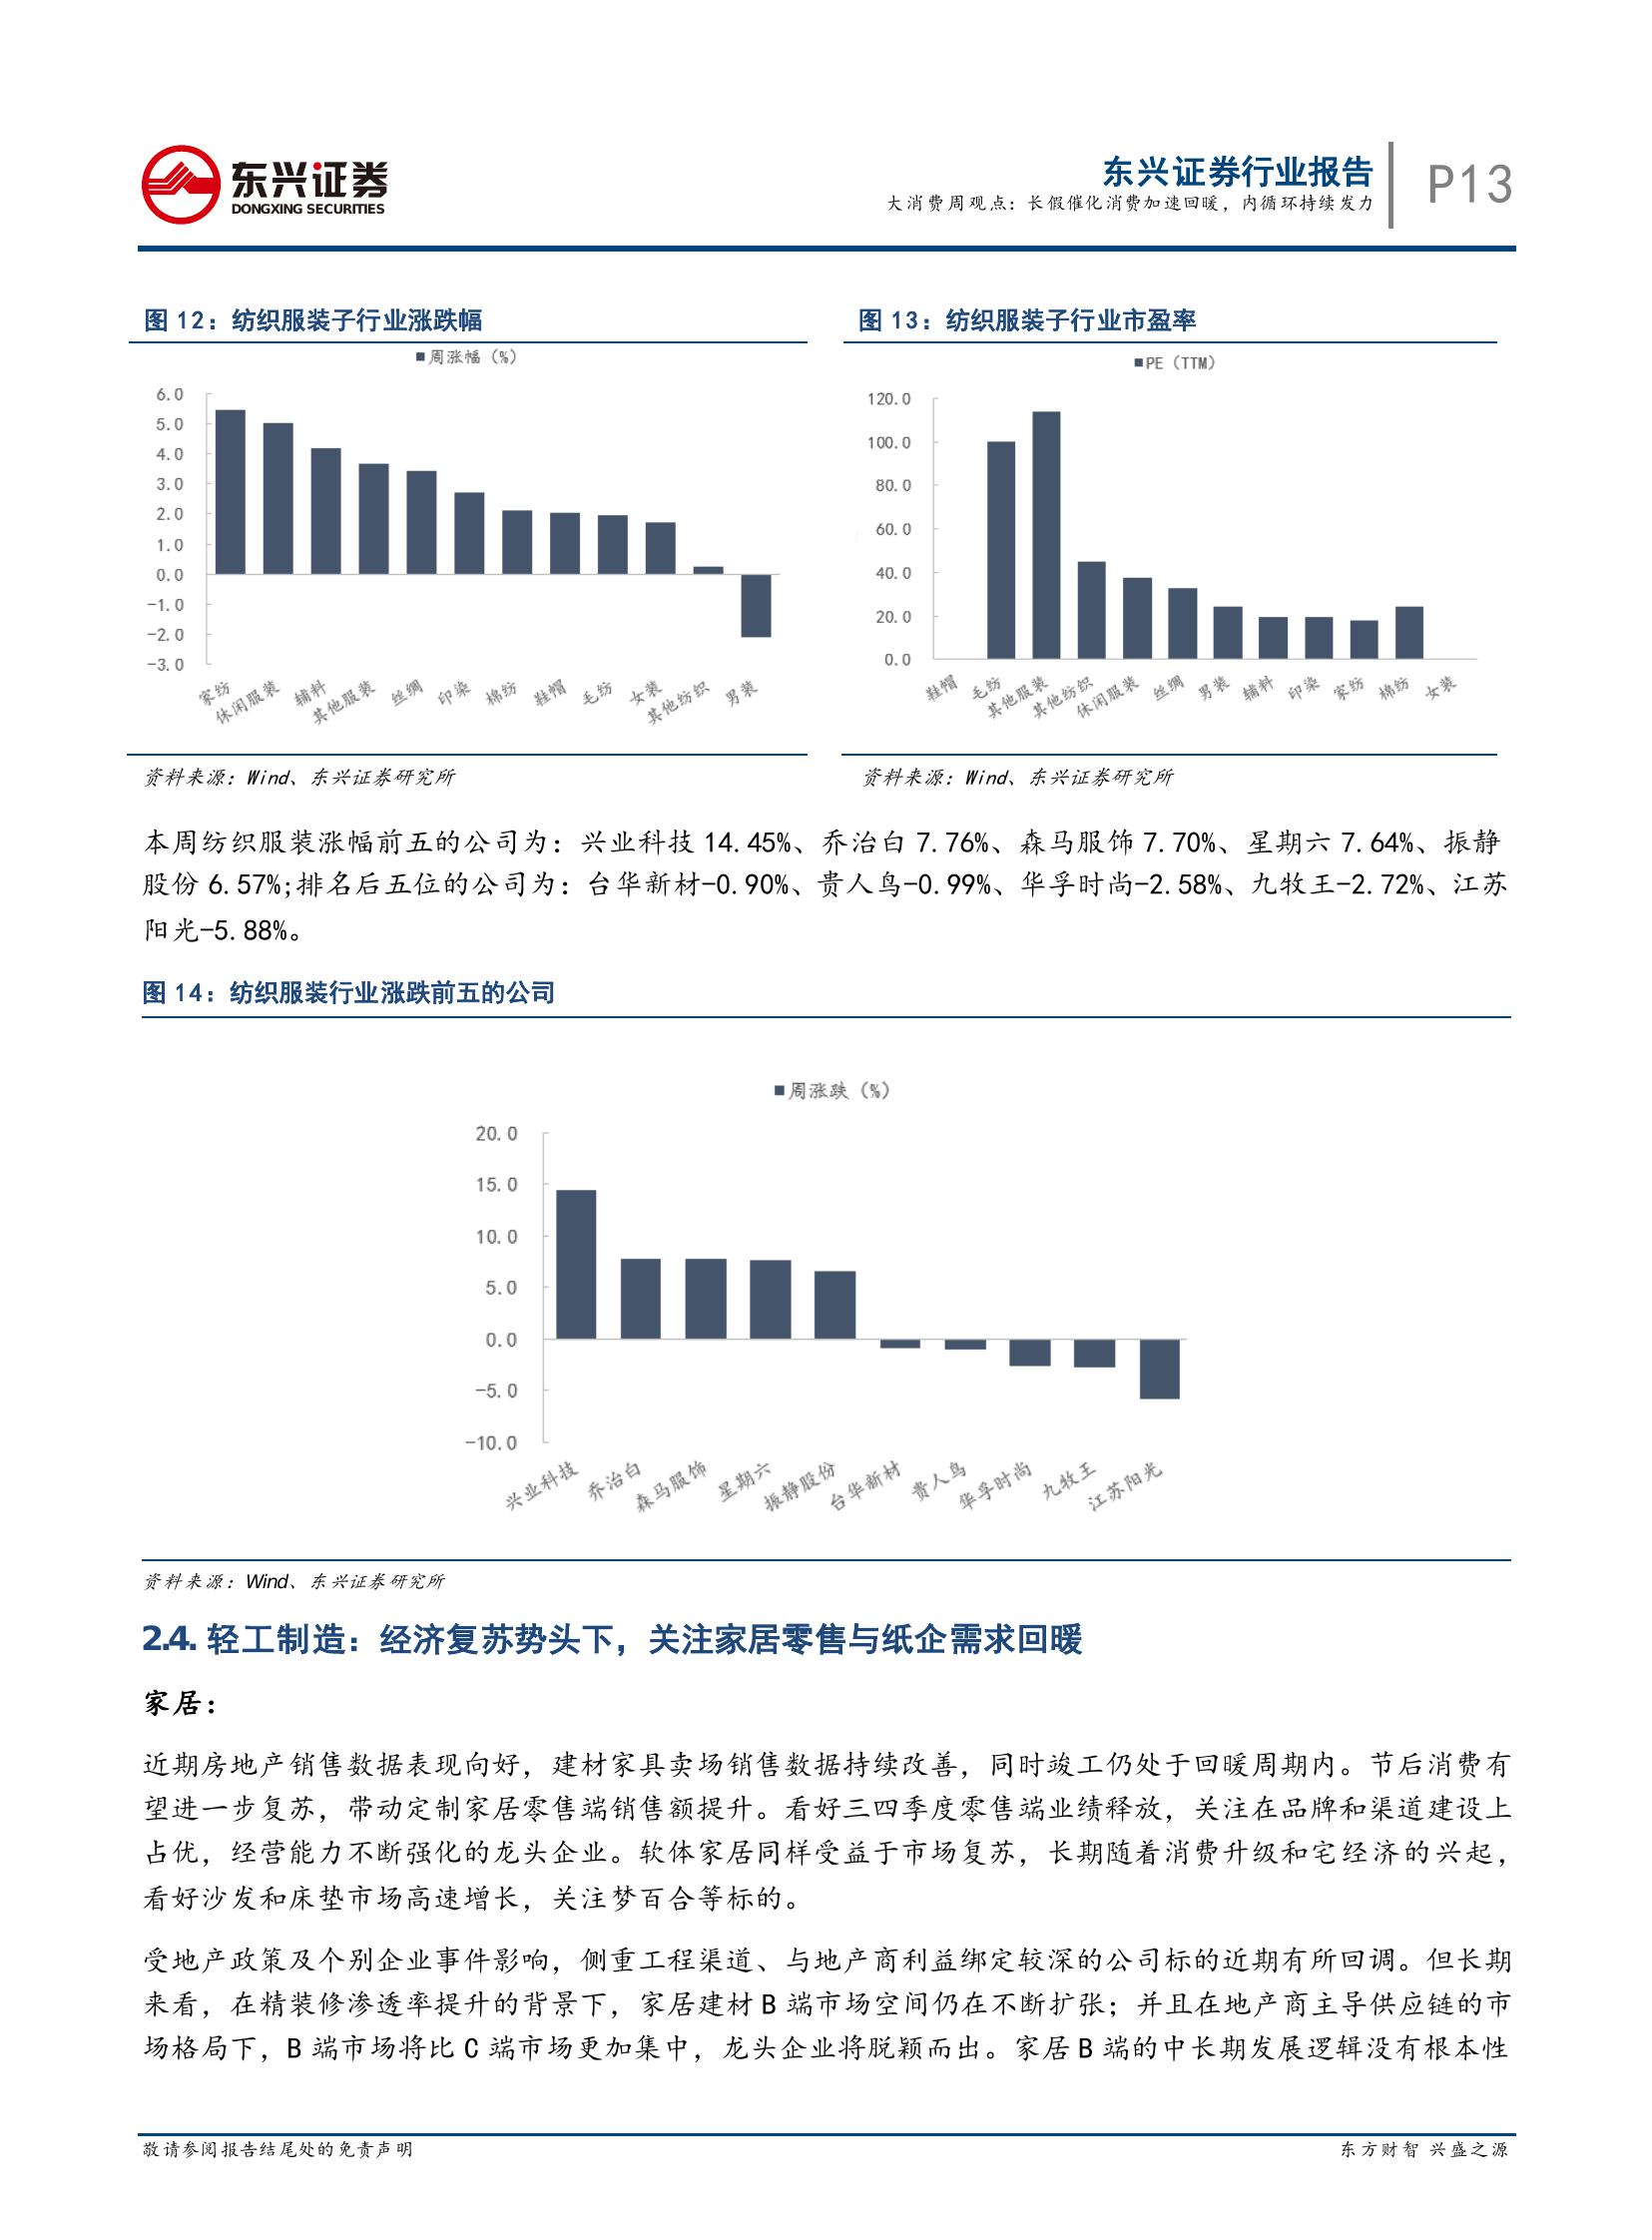 东兴证券
DONGXING SECURITIES
东兴证券行业报告
大消费周观点：长假催化消费加速回暖，内循环持续发力
P13
图 12：纺织服装子行业涨跌幅
周涨幅（%）
6.0
5.0
4.0
3.0
2.0
1.0
0.0
-1.0
-2.0
-3.0
家纺
休闲服装
辅料
其他服装
丝绸
印染
棉纺
鞋帽
毛纺
女装
其他纺织
男装
资料来源：Wind、东兴证券研究所
图 13：纺织服装子行业市盈率
PE（TTM）
120.0
100.0
80.0
60.0
40.0
20.0
0.0
鞋帽
毛纺
其他服装
其他纺织
休闲服装
丝绸
男装
辅料
印染
家纺
棉纺
女装
资料来源：Wind、东兴证券研究所
本周纺织服装涨幅前五的公司为：兴业科技 14.45%、乔治白 7.76%、森马服饰 7.70%、星期六 7.64%、振静
股份 6.57%;排名后五位的公司为：台华新材-0.90%、贵人鸟-0.99%、华孚时尚-2.58%、九牧王-2.72%、江苏
阳光-5.88%。
图 14：纺织服装行业涨跌前五的公司
周涨跌（%）
20.0
15.0
10.0
5.0
0.0
-5.0
-10.0
兴业科技
乔治白
森马服饰
星期六
振静股份
台华新材
贵人鸟
华孚时尚
九牧王
江苏阳光
资料来源：Wind、东兴证券研究所
2.4. 轻工制造：经济复苏势头下，关注家居零售与纸企需求回暖
家居：
近期房地产销售数据表现向好，建材家具卖场销售数据持续改善，同时竣工仍处于回暖周期内。节后消费有
望进一步复苏，带动定制家居零售端销售额提升。看好三四季度零售端业绩释放，关注在品牌和渠道建设上
占优，经营能力不断强化的龙头企业。软体家居同样受益于市场复苏，长期随着消费升级和宅经济的兴起，
看好沙发和床垫市场高速增长，关注梦百合等标的。
受地产政策及个别企业事件影响，侧重工程渠道、与地产商利益绑定较深的公司标的近期有所回调。但长期
来看，在精装修渗透率提升的背景下，家居建材 B 端市场空间仍在不断扩张；并且在地产商主导供应链的市
场格局下，B 端市场将比 C 端市场更加集中，龙头企业将脱颖而出。家居 B 端的中长期发展逻辑没有根本性
敬请参阅报告结尾处的免责声明
东方财智 兴盛之源